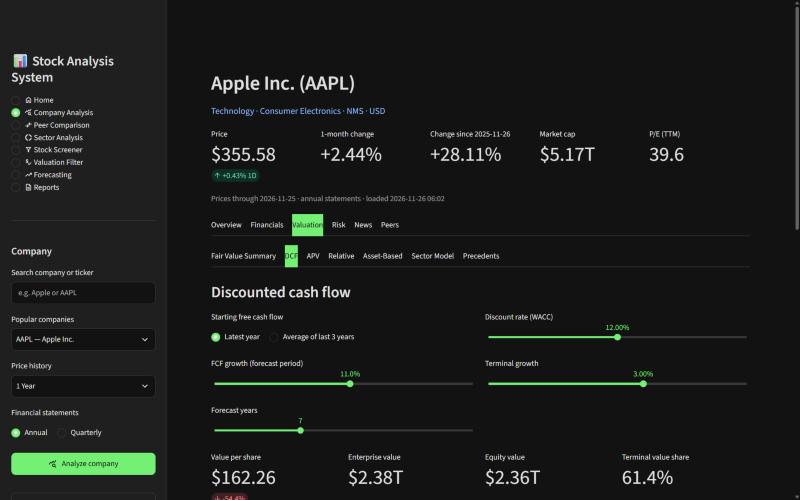 📊 Stock Analysis
System
Home
Company Analysis
Peer Comparison
Sector Analysis
Stock Screener
Valuation Filter
Forecasting
Reports
Company
Search company or ticker
e.g. Apple or AAPL
Popular companies
AAPL — Apple Inc.
Price history
1 Year
Financial statements
Annual Quarterly
Analyze company
Apple Inc. (AAPL)
Technology · Consumer Electronics · NMS · USD
Price 1-month change Change since 2025-11-26 Market cap P/E (TTM)
$355.58 +2.44% +28.11% $5.17T 39.6
↑ +0.43% 1D
Prices through 2026-11-25 · annual statements · loaded 2026-11-26 06:02
Overview Financials Valuation Risk News Peers
Fair Value Summary DCF APV Relative Asset-Based Sector Model Precedents
Discounted cash flow
Starting free cash flow
Latest year Average of last 3 years
Discount rate (WACC)
12.00%
FCF growth (forecast period)
11.0%
Terminal growth
3.00%
Forecast years
7
Value per share Enterprise value Equity value Terminal value share
$162.26 $2.38T $2.36T 61.4%
↓ -54.4%